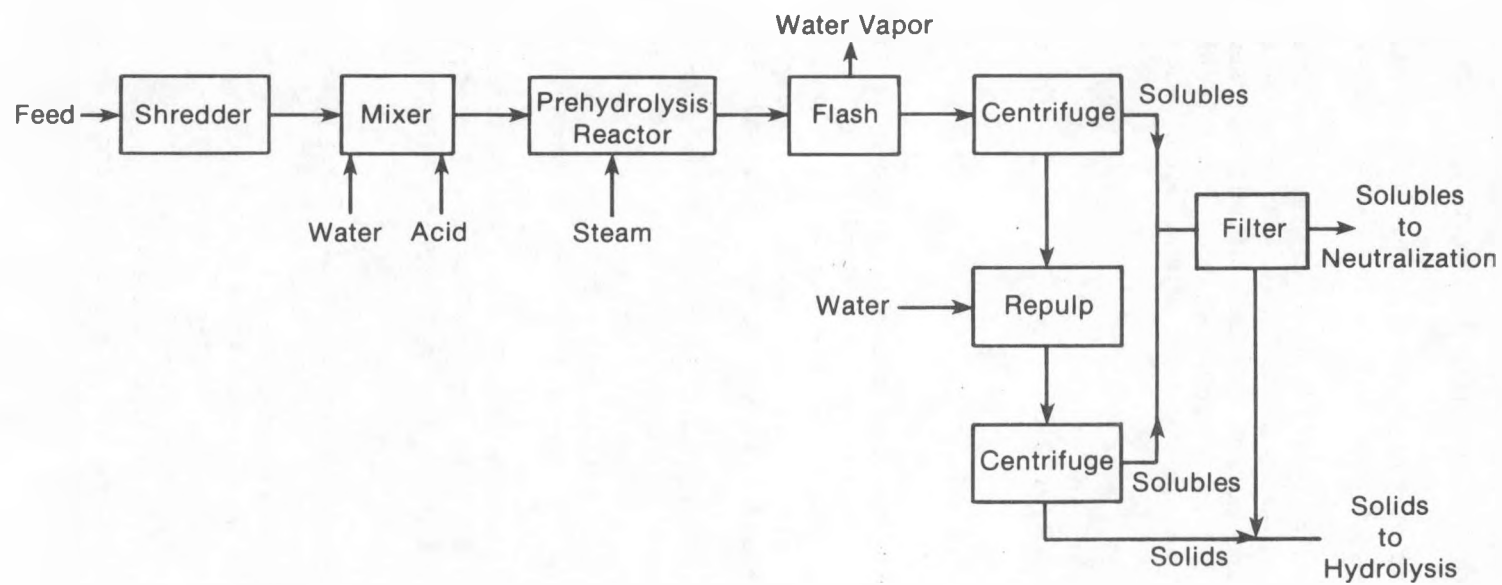 Water Vapor
Feed
Shredder
Mixer
Prehydrolysis
Reactor
Flash
Centrifuge
Solubles
Water
Acid
Steam
Filter
Solubles
to
Neutralization
Water
Repulp
Centrifuge
Solubles
Solids
Solids
to
Hydrolysis